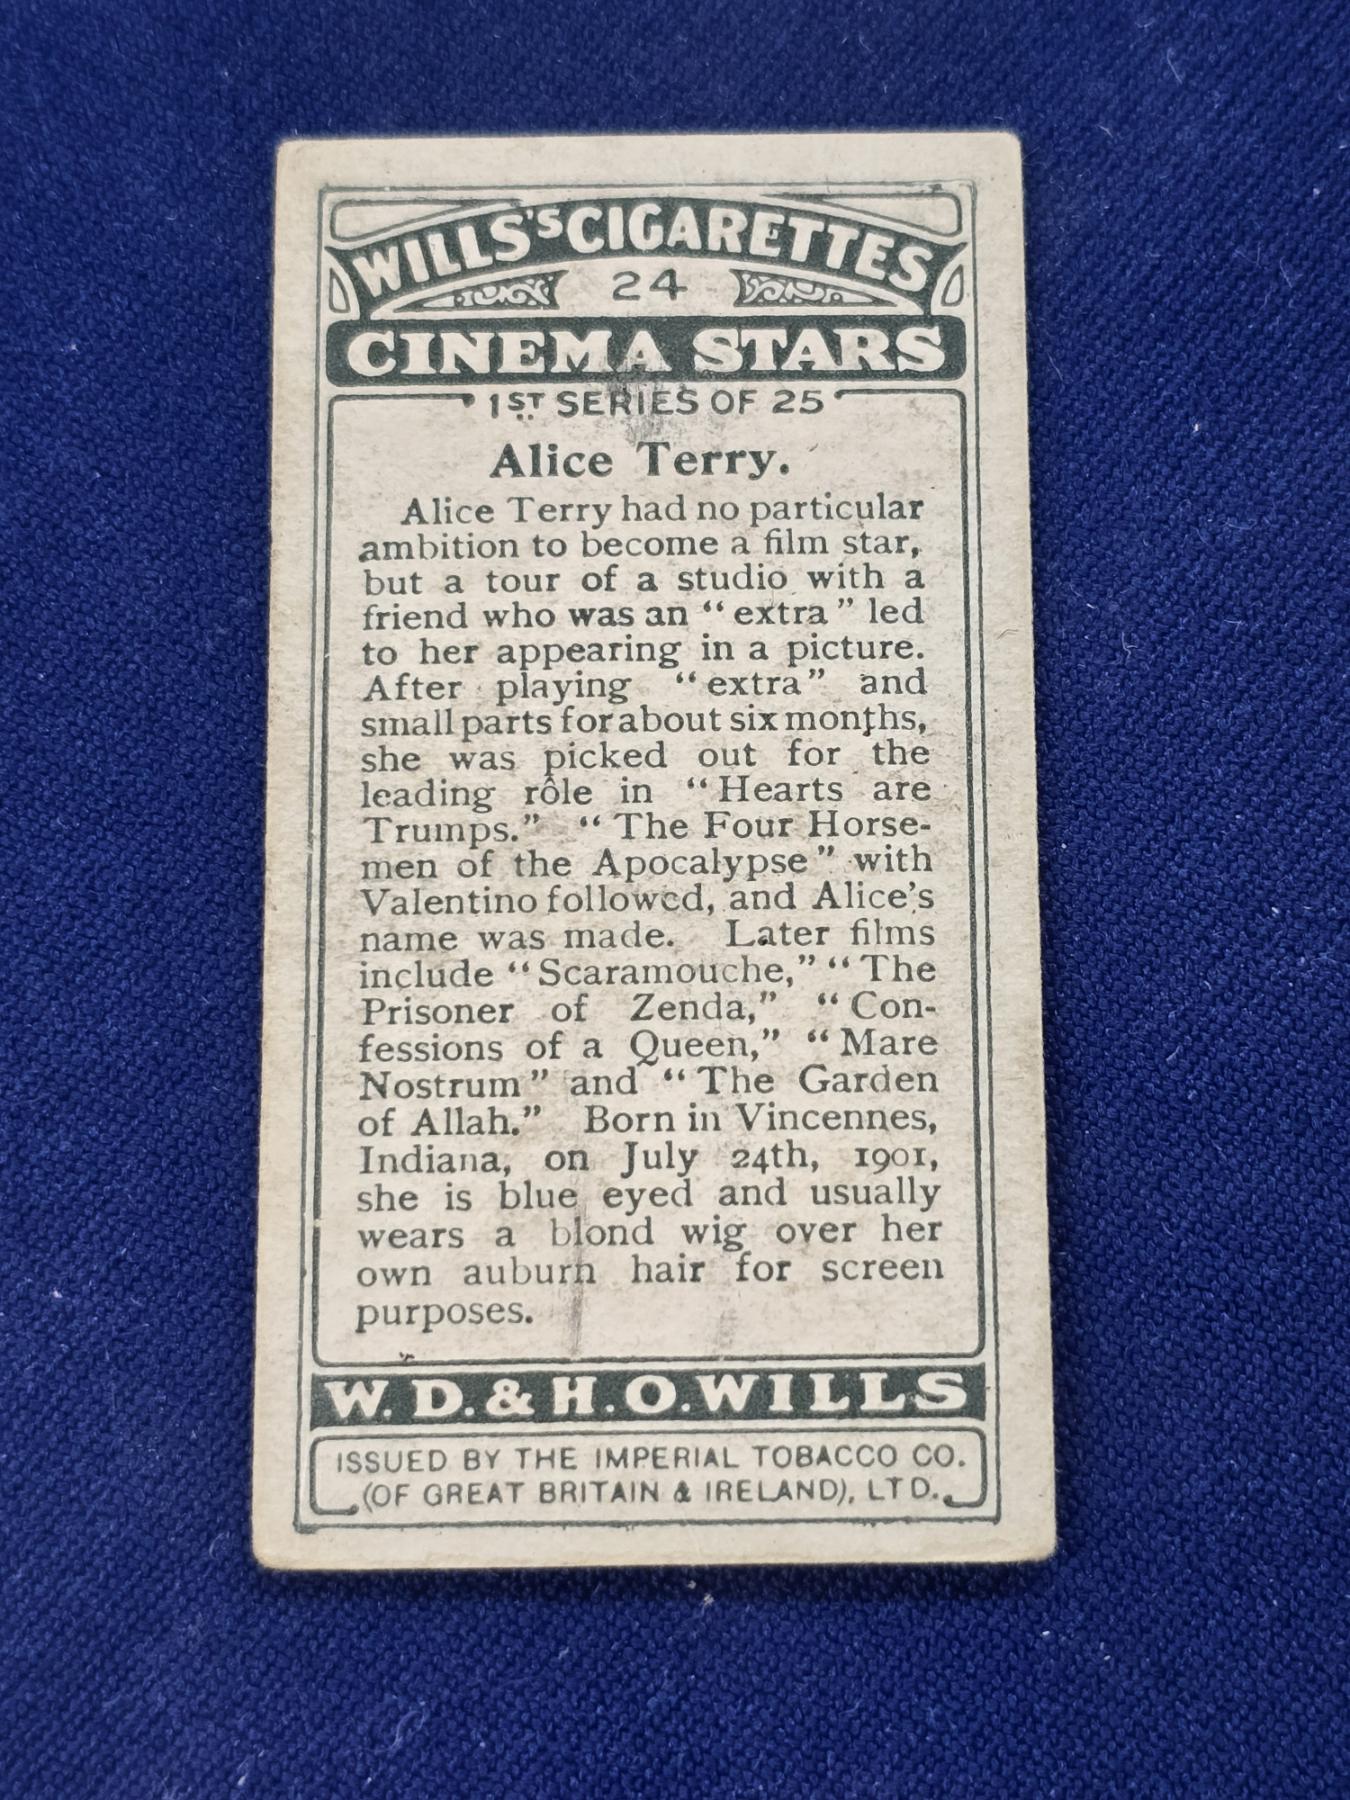 WILLS'S CIGARETTES
24
CINEMA STARS
1ST SERIES OF 25
Alice Terry.
Alice Terry had no particular
ambition to become a film star,
but a tour of a studio with a
friend who was an “ extra ” led
to her appearing in a picture.
After playing “ extra ” and
small parts for about six months,
she was picked out for the
leading rôle in “ Hearts are
Trumps.” “ The Four Horse-
men of the Apocalypse ” with
Valentino followed, and Alice’s
name was made. Later films
include “ Scaramouche,” “ The
Prisoner of Zenda,” “ Con-
fessions of a Queen,” “ Mare
Nostrum ” and “ The Garden
of Allah.” Born in Vincennes,
Indiana, on July 24th, 1901,
she is blue eyed and usually
wears a blond wig over her
own auburn hair for screen
purposes.
W. D. & H. O. WILLS
ISSUED BY THE IMPERIAL TOBACCO CO.
(OF GREAT BRITAIN & IRELAND), LTD.